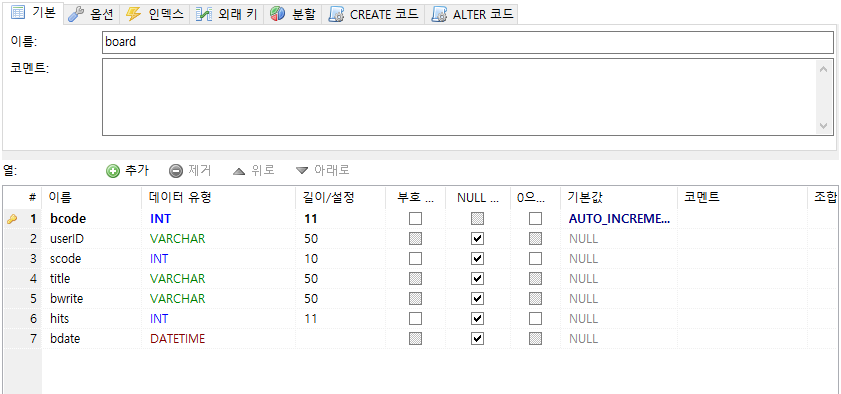 기본 옵션 인덱스 외래 키 분할 CREATE 코드 ALTER 코드
이름: board
코멘트:
열: 추가 제거 위로 아래로
# 이름 데이터 유형 길이/설정 부호 ... NULL ... 0으... 기본값 코멘트 조합
1 bcode INT 11 AUTO_INCREME...
2 userID VARCHAR 50 NULL
3 scode INT 10 NULL
4 title VARCHAR 50 NULL
5 bwrite VARCHAR 50 NULL
6 hits INT 11 NULL
7 bdate DATETIME NULL